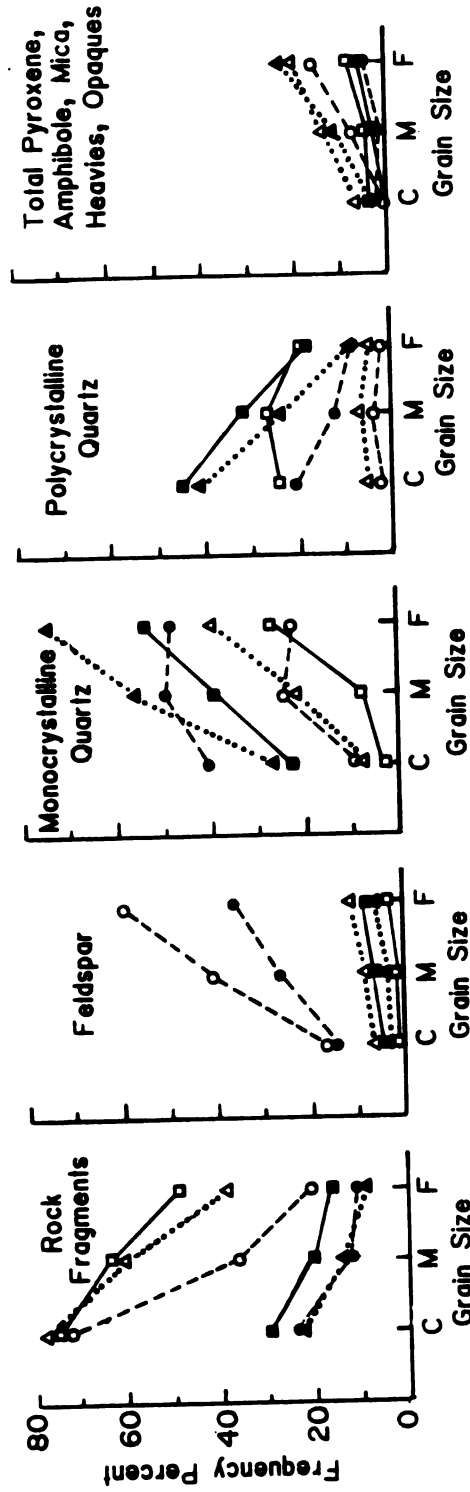 Frequency Percent
80
60
40
20
0
Rock
Fragments
C M F
Grain Size
Feldspar
C M F
Grain Size
Monocrystalline
Quartz
C M F
Grain Size
Polycrystalline
Quartz
C M F
Grain Size
Total Pyroxene,
Amphibole, Mica,
Heavies, Opaques
C M F
Grain Size